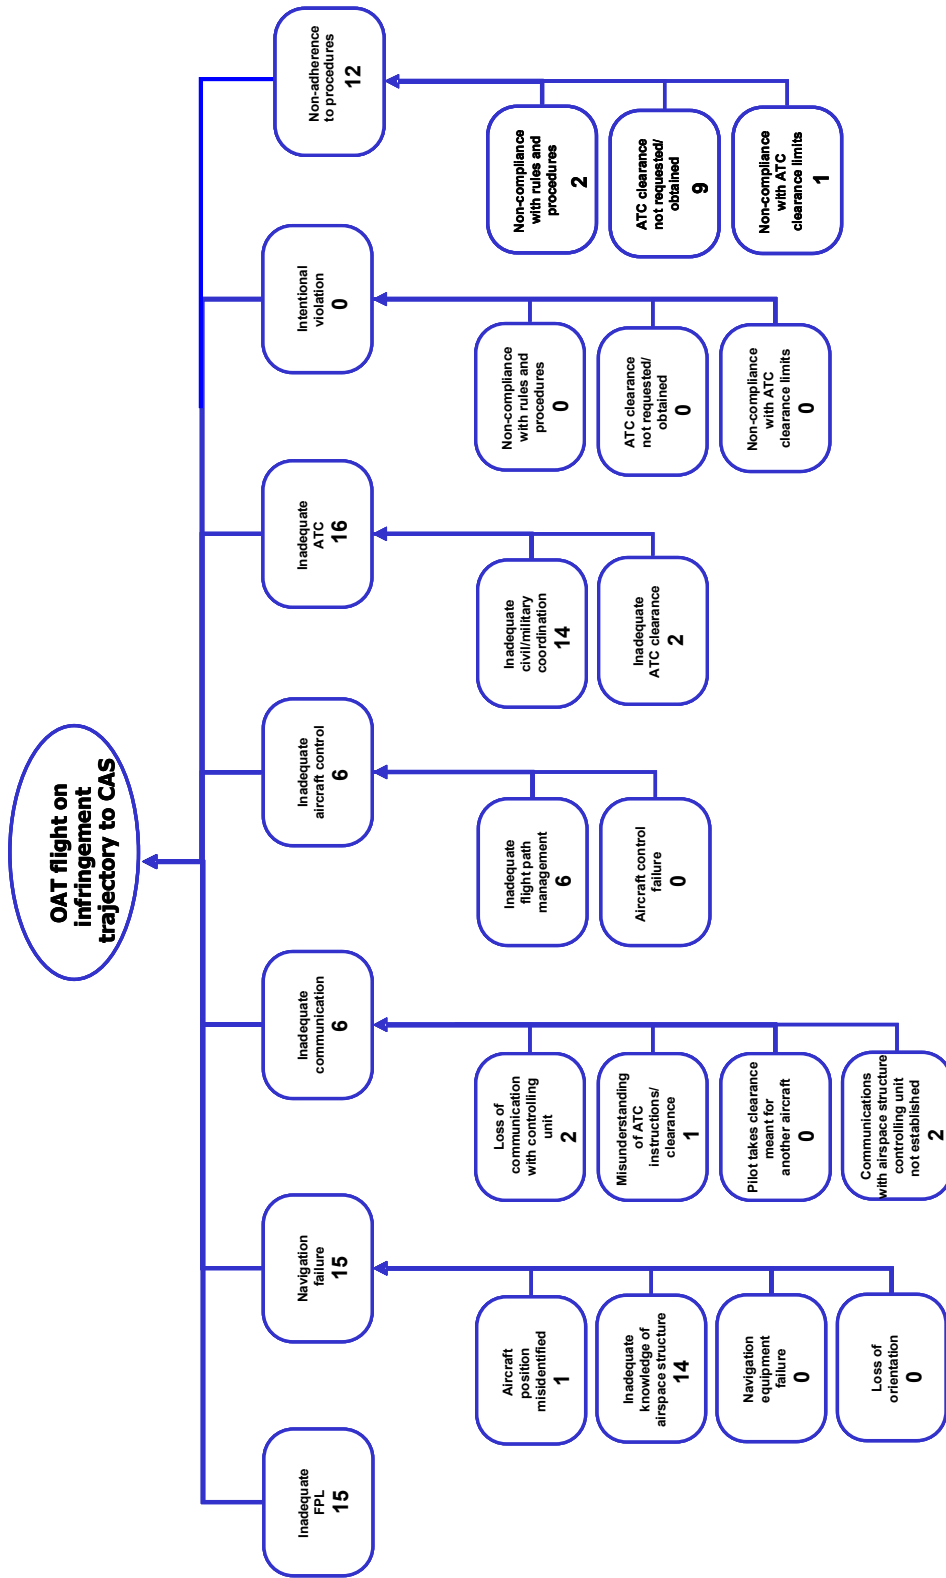 OAT flight on
infringement
trajectory to CAS
Inadequate
FPL
15
Navigation
failure
15
Inadequate
communication
6
Inadequate
aircraft control
6
Inadequate
ATC
16
Intentional
violation
0
Non-adherence
to procedures
12
Aircraft
position
misidentified
1
Inadequate
knowledge of
airspace structure
14
Navigation
equipment
failure
0
Loss of
orientation
0
Loss of
communication
with controlling
unit
2
Misunderstanding
of ATC
instructions/
clearance
1
Pilot takes clearance
meant for
another aircraft
0
Communications
with airspace structure
controlling unit
not established
2
Inadequate
flight path
management
6
Aircraft control
failure
0
Inadequate
civil/military
coordination
14
Inadequate
ATC clearance
2
Non-compliance
with rules and
procedures
0
ATC clearance
not requested/
obtained
0
Non-compliance
with ATC
clearance limits
0
Non-compliance
with rules and
procedures
2
ATC clearance
not requested/
obtained
9
Non-compliance
with ATC
clearance limits
1